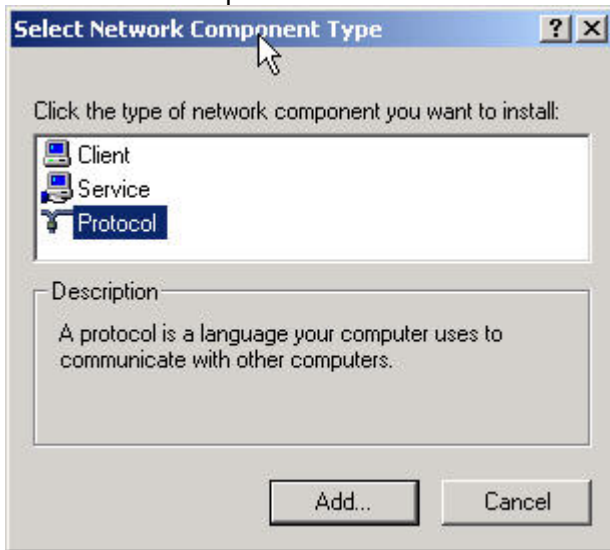 Select Network Component Type
Click the type of network component you want to install:
Client
Service
Protocol
Description
A protocol is a language your computer uses to
communicate with other computers.
Add... Cancel